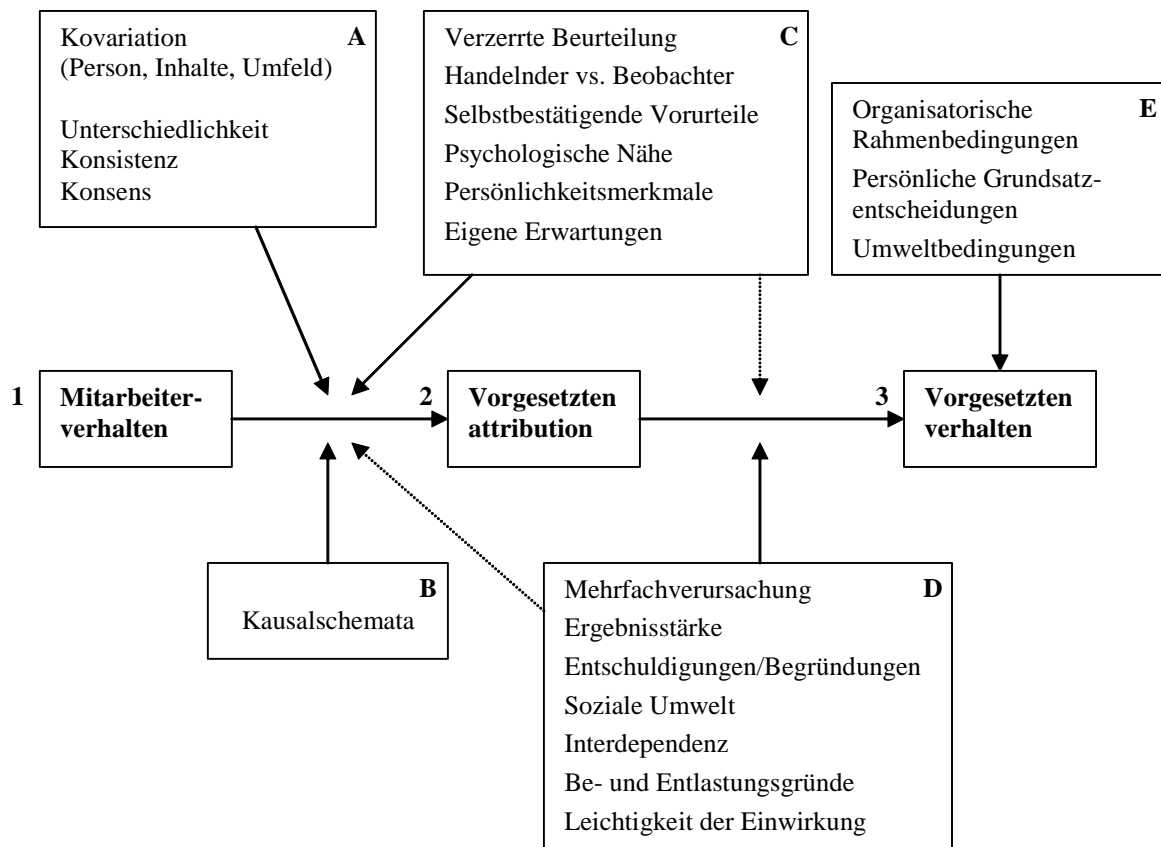 A
Kovariation
(Person, Inhalte, Umfeld)
Unterschiedlichkeit
Konsistenz
Konsens
C
Verzerrte Beurteilung
Handelnder vs. Beobachter
Selbstbestätigende Vorurteile
Psychologische Nähe
Persönlichkeitsmerkmale
Eigene Erwartungen
E
Organisatorische
Rahmenbedingungen
Persönliche Grundsatz-
entscheidungen
Umweltbedingungen
1
Mitarbeiter-
verhalten
2
Vorgesetzten
attribution
3
Vorgesetzten
verhalten
B
Kausalschemata
D
Mehrfachverursachung
Ergebnisstärke
Entschuldigungen/Begründungen
Soziale Umwelt
Interdependenz
Be- und Entlastungsgründe
Leichtigkeit der Einwirkung